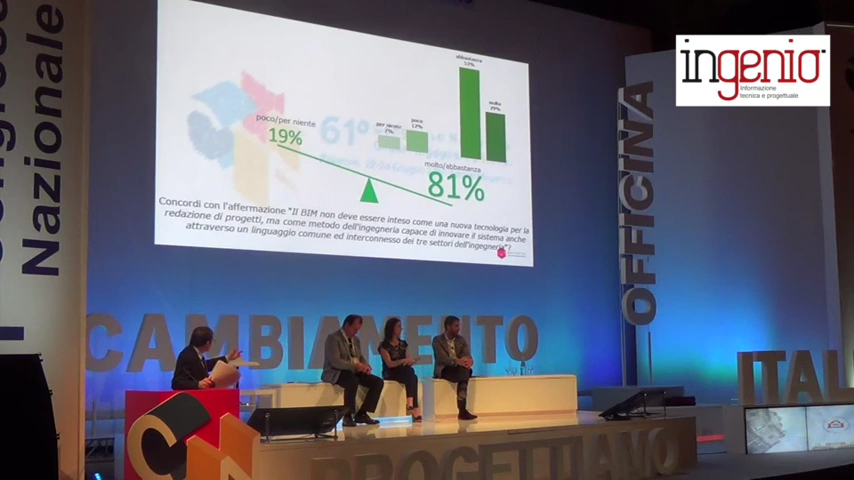 Congresso
Nazionale
ingenio
informazione
tecnica e progettuale
abbastanza
52%
molto
29%
per niente
7%
poco
12%
poco/per niente
19%
61°
molto/abbastanza
81%
Concordi con l'affermazione "Il BIM non deve essere inteso come una nuova tecnologia per la
redazione di progetti, ma come metodo dell'ingegneria capace di innovare il sistema anche
attraverso un linguaggio comune ed interconnesso dei tre settori dell'ingegneria"?
OFFICINA
CAMBIAMENTO
ITAL
PROGETTIAMO